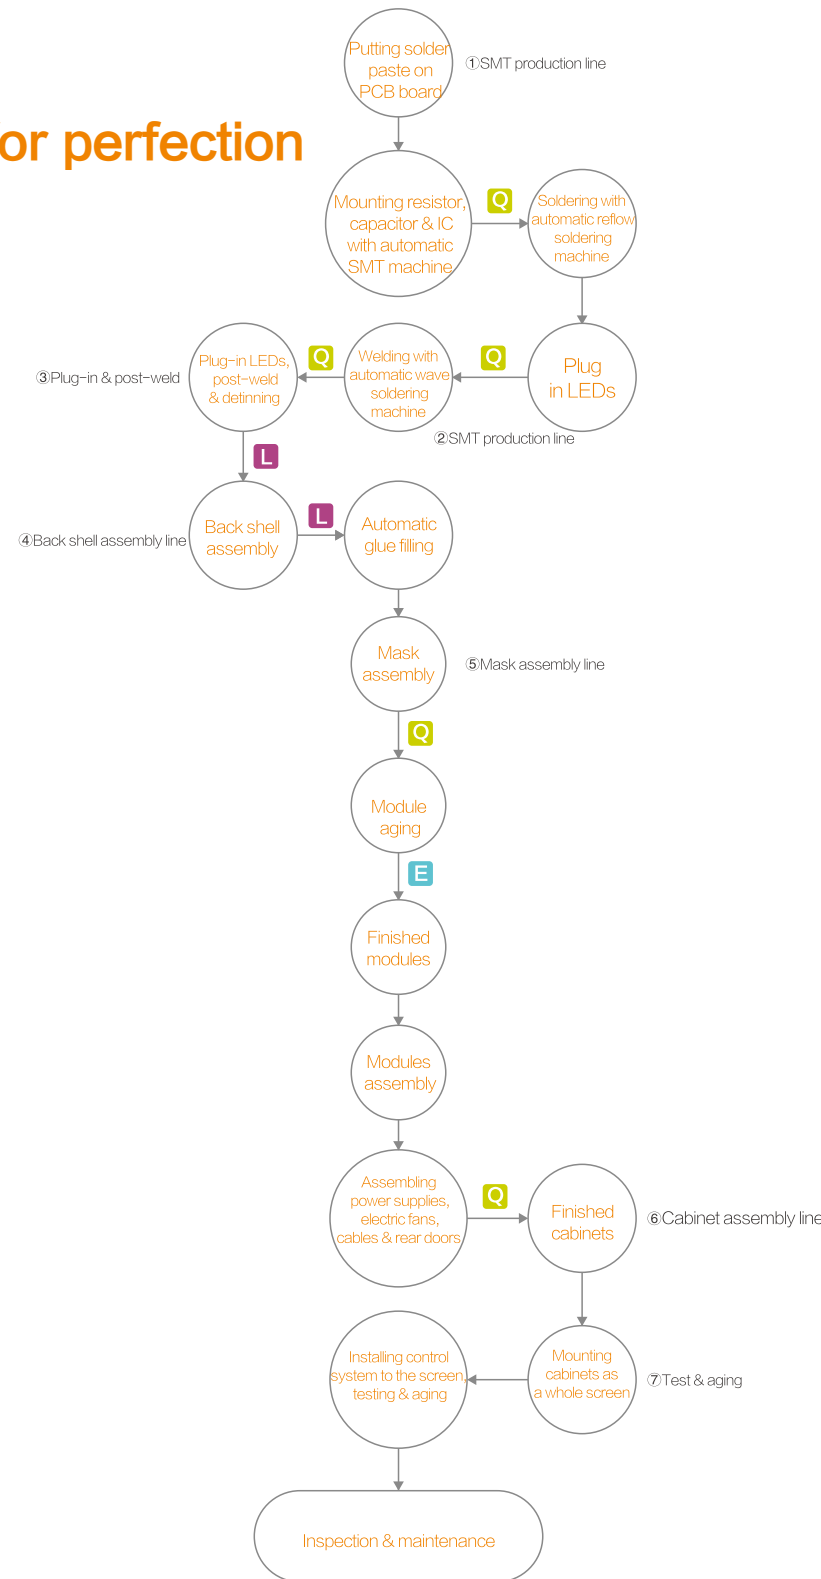 Putting solder
paste on
PCB board
①SMT production line
or perfection
Mounting resistor,
capacitor & IC
with automatic
SMT machine
Q
Soldering with
automatic reflow
soldering
machine
Plug
in LEDs
Q
Welding with
automatic wave
soldering
machine
②SMT production line
Q
Plug-in LEDs,
post-weld
& detinning
③Plug-in & post-weld
L
Back shell
assembly
④Back shell assembly line
L
Automatic
glue filling
Mask
assembly
⑤Mask assembly line
Q
Module
aging
E
Finished
modules
Modules
assembly
Assembling
power supplies,
electric fans,
cables & rear doors
Q
Finished
cabinets
⑥Cabinet assembly line
Mounting
cabinets as
a whole screen
⑦Test & aging
Installing control
system to the screen,
testing & aging
Inspection & maintenance